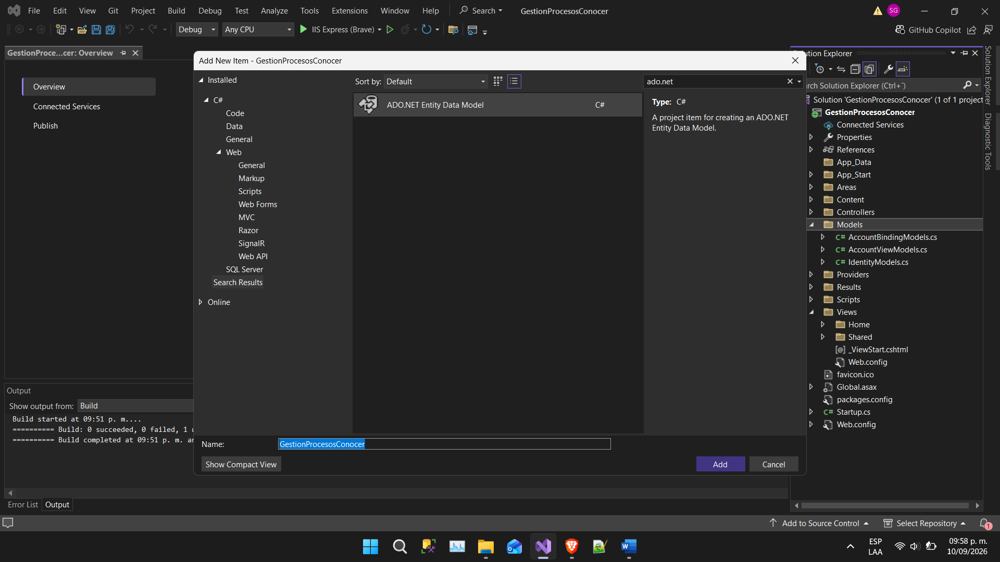 File Edit View Git Project Build Debug Test Analyze Tools Extensions Window Help Search GestionProcesosConocer SG
Debug Any CPU IIS Express (Brave) GitHub Copilot
GestionProce...cer: Overview
Overview
Connected Services
Publish
Add New Item - GestionProcesosConocer
Installed
C#
Code
Data
General
Web
General
Markup
Scripts
Web Forms
MVC
Razor
SignalR
Web API
SQL Server
Search Results
Online
Sort by: Default
ADO.NET Entity Data Model C#
ado.net
Type: C#
A project item for creating an ADO.NET
Entity Data Model.
Name: GestionProcesosConocer
Show Compact View
Add Cancel
Output
Show output from: Build
Build started at 09:51 p. m....
========== Build: 0 succeeded, 0 failed, 1 u
========== Build completed at 09:51 p. m. an
Error List Output
ution Explorer
rch Solution Explorer (Ctrl+´)
Solution 'GestionProcesosConocer' (1 of 1 project
GestionProcesosConocer
Connected Services
Properties
References
App_Data
App_Start
Areas
Content
Controllers
Models
C# AccountBindingModels.cs
C# AccountViewModels.cs
C# IdentityModels.cs
Providers
Results
Scripts
Views
Home
Shared
[@] _ViewStart.cshtml
Web.config
favicon.ico
Global.asax
packages.config
C# Startup.cs
Web.config
Solution Explorer
Diagnostic Tools
Add to Source Control Select Repository 1
ESP
LAA
09:58 p. m.
10/09/2026